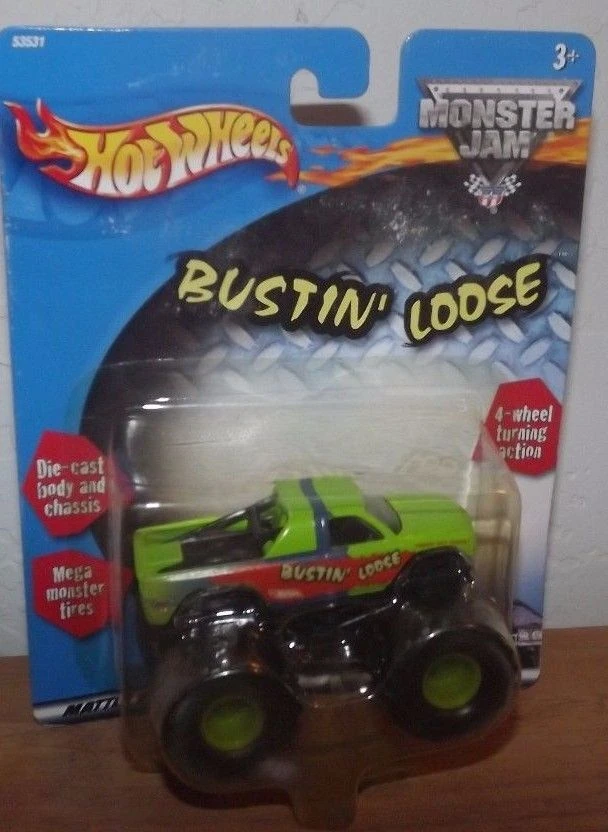 53531
3+
HOT WHEELS
MONSTER
JAM
BUSTIN' LOOSE
4-wheel
turning
action
Die-cast
body and
chassis
Mega
monster
tires
BUSTIN' LOOSE